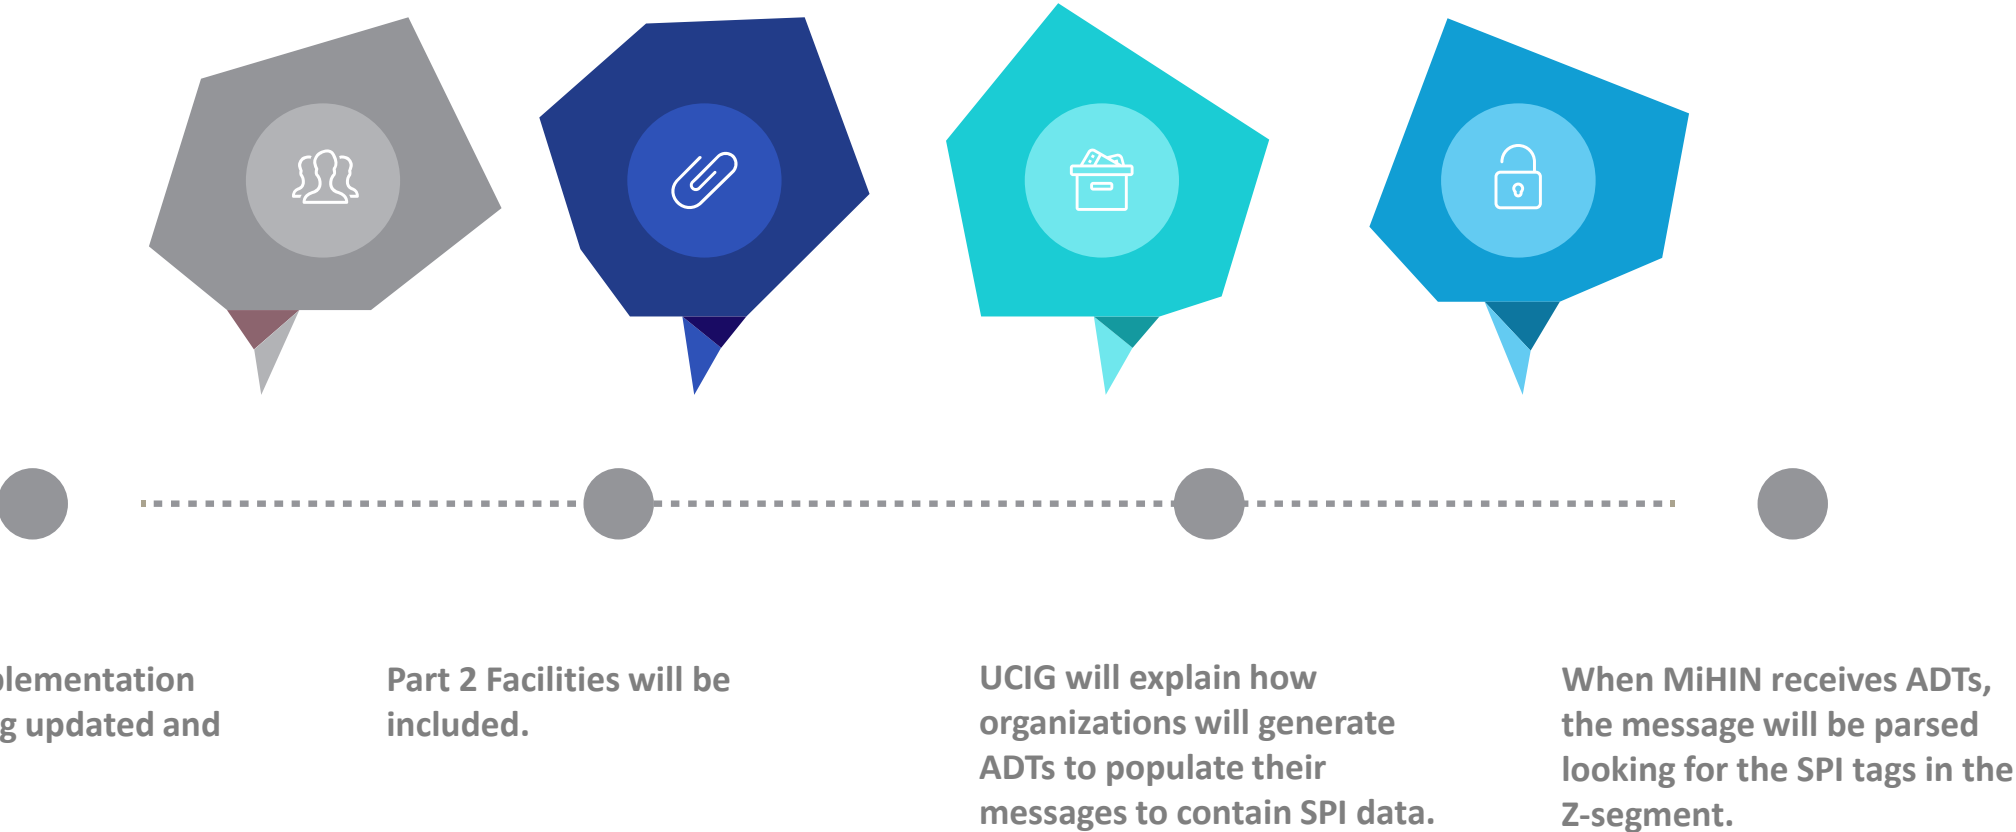 updated and
Part 2 Facilities will be
included.
UCIG will explain how
organizations will generate
ADTs to populate their
messages to contain SPI data.
When MiHIN receives ADTs,
the message will be parsed
looking for the SPI tags in the
Z-segment.